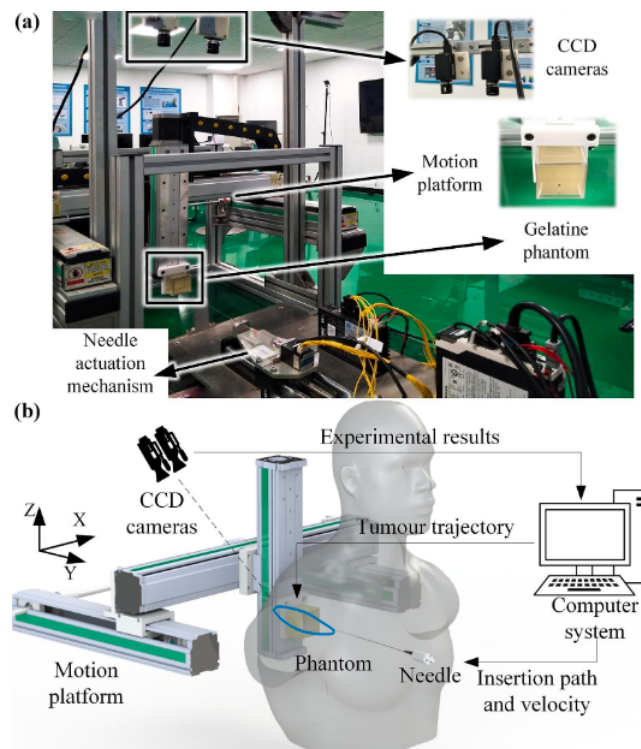 (a)
CCD
cameras
Motion
platform
Gelatine
phantom
Needle
actuation
mechanism
(b)
Experimental results
CCD
cameras
Z
X
Y
Tumour trajectory
Computer
system
Phantom
Needle
Motion
platform
Insertion path
and velocity